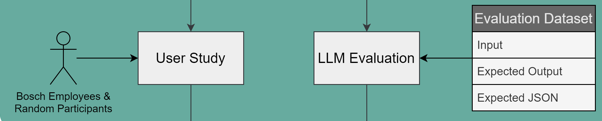 Evaluation Dataset
User Study
LLM Evaluation
Input
Expected Output
Expected JSON
Bosch Employees &
Random Participants